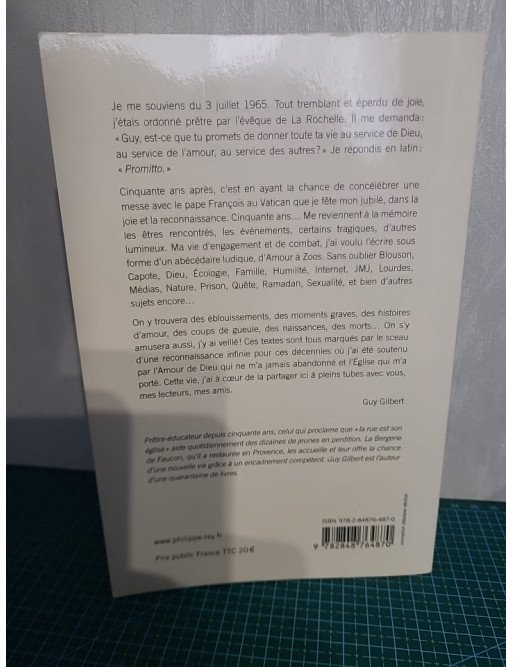 Je me souviens du 3 juillet 1965. Tout tremblant et éperdu de joie,
j'étais ordonné prêtre par l'évêque de La Rochelle. Il me demanda :
« Guy, est-ce que tu promets de donner toute ta vie au service de Dieu,
au service de l'amour, au service des autres ? » Je répondis en latin :
« Promitto. »
Cinquante ans après, c'est en ayant la chance de concélébrer une
messe avec le pape François au Vatican que je fête mon jubilé, dans la
joie et la reconnaissance. Cinquante ans... Me reviennent à la mémoire
les êtres rencontrés, les événements, certains tragiques, d'autres
lumineux. Ma vie d'engagement et de combat, j'ai voulu l'écrire sous
forme d'un abécédaire ludique, d'Amour à Zoos. Sans oublier Blouson,
Capote, Dieu, Écologie, Famille, Humilité, Internet, JMJ, Lourdes,
Médias, Nature, Prison, Quête, Ramadan, Sexualité, et bien d'autres
sujets encore...
On y trouvera des éblouissements, des moments graves, des histoires
d'amour, des coups de gueule, des naissances, des morts... On s'y
amusera aussi, j'y ai veillé ! Ces textes sont tous marqués par le sceau
d'une reconnaissance infinie pour ces décennies où j'ai été soutenu
par l'Amour de Dieu qui ne m'a jamais abandonné et l'Église qui m'a
porté. Cette vie, j'ai à cœur de la partager ici à pleins tubes avec vous,
mes lecteurs, mes amis.
Guy Gilbert
Prêtre-éducateur depuis cinquante ans, celui qui proclame que « la rue est son
église » aide quotidiennement des dizaines de jeunes en perdition. La Bergerie
de Faucon, qu'il a restaurée en Provence, les accueille et leur offre la chance
d'une nouvelle vie grâce à un encadrement compétent. Guy Gilbert est l'auteur
d'une quarantaine de livres.
www.philippe-rey.fr
Prix public France TTC 20 €
ISBN 978-2-84876-487-0
9 782848 764870